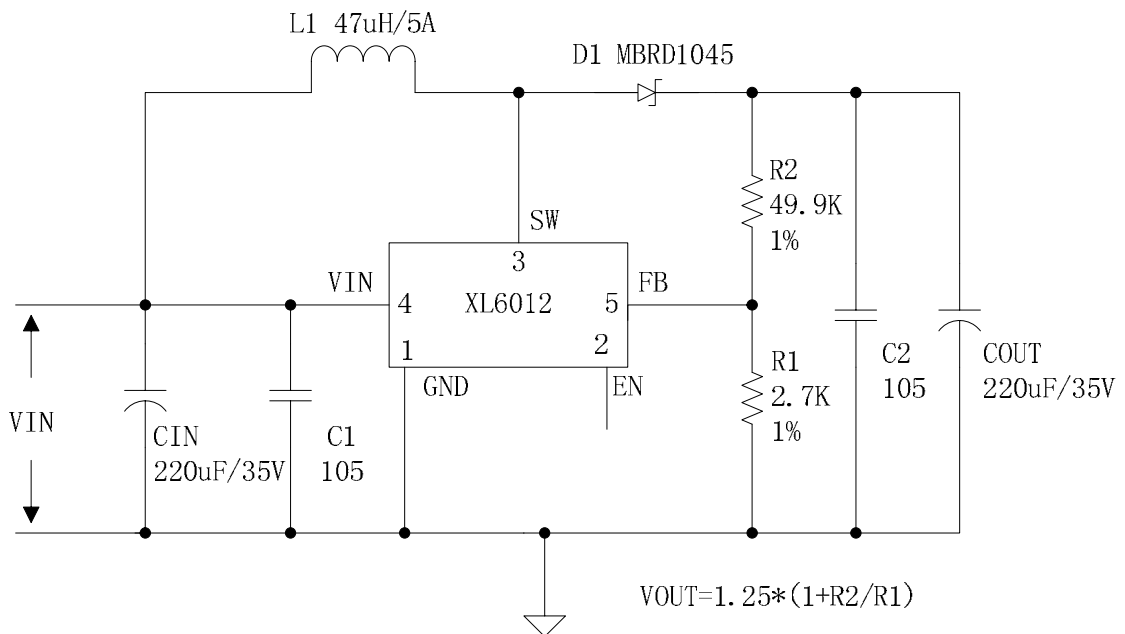 L1 47uH/5A
D1 MBRD1045
R2
49.9K
1%
SW
3
VIN
4
XL6012
5
FB
1
2
GND
EN
R1
2.7K
1%
C2
105
COUT
220uF/35V
VIN
CIN
220uF/35V
C1
105
VOUT=1.25*(1+R2/R1)